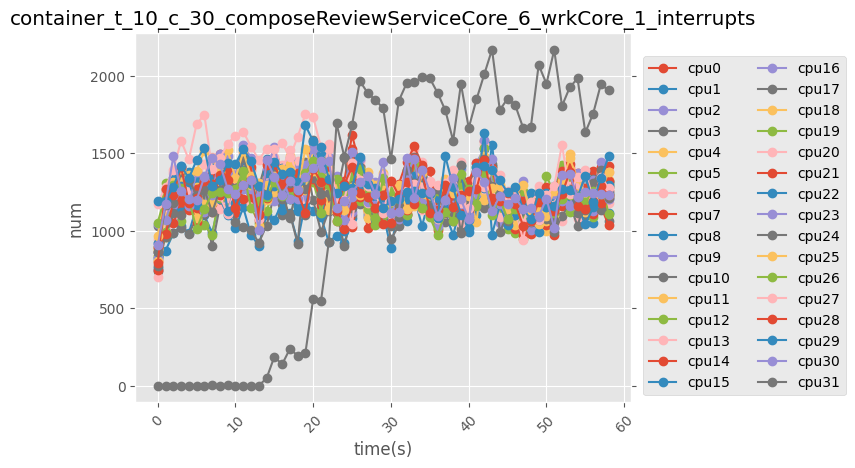 container_t_10_c_30_composeReviewServiceCore_6_wrkCore_1_interrupts
2000
1500
1000
500
0
num
0
10
20
30
40
50
60
time(s)
cpu0
cpu1
cpu2
cpu3
cpu4
cpu5
cpu6
cpu7
cpu8
cpu9
cpu10
cpu11
cpu12
cpu13
cpu14
cpu15
cpu16
cpu17
cpu18
cpu19
cpu20
cpu21
cpu22
cpu23
cpu24
cpu25
cpu26
cpu27
cpu28
cpu29
cpu30
cpu31